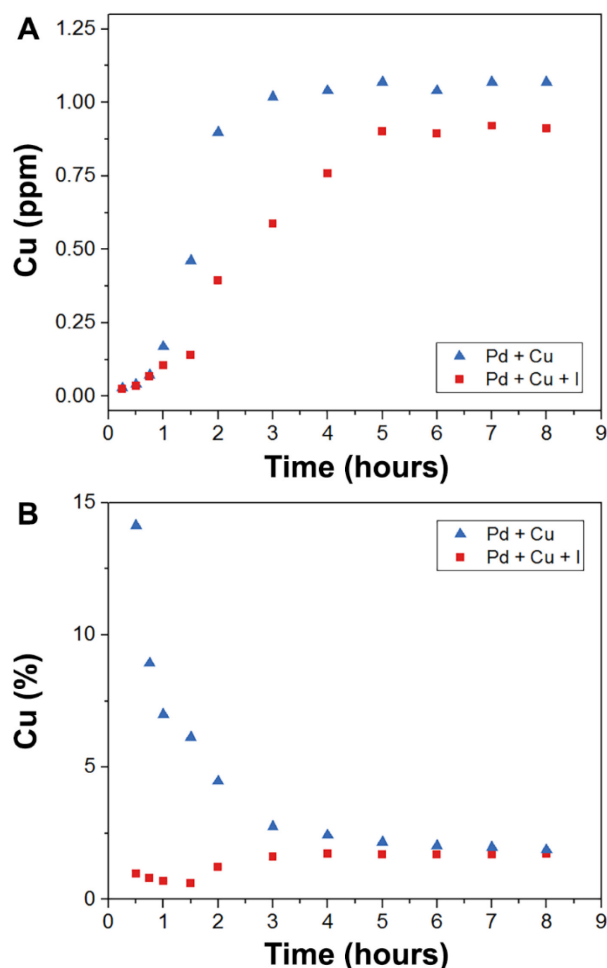 A
Cu (ppm)
1.25
1.00
0.75
0.50
0.25
0.00
Pd + Cu
Pd + Cu + I
0 1 2 3 4 5 6 7 8 9
Time (hours)
B
Cu (%)
15
10
5
0
Pd + Cu
Pd + Cu + I
0 1 2 3 4 5 6 7 8 9
Time (hours)